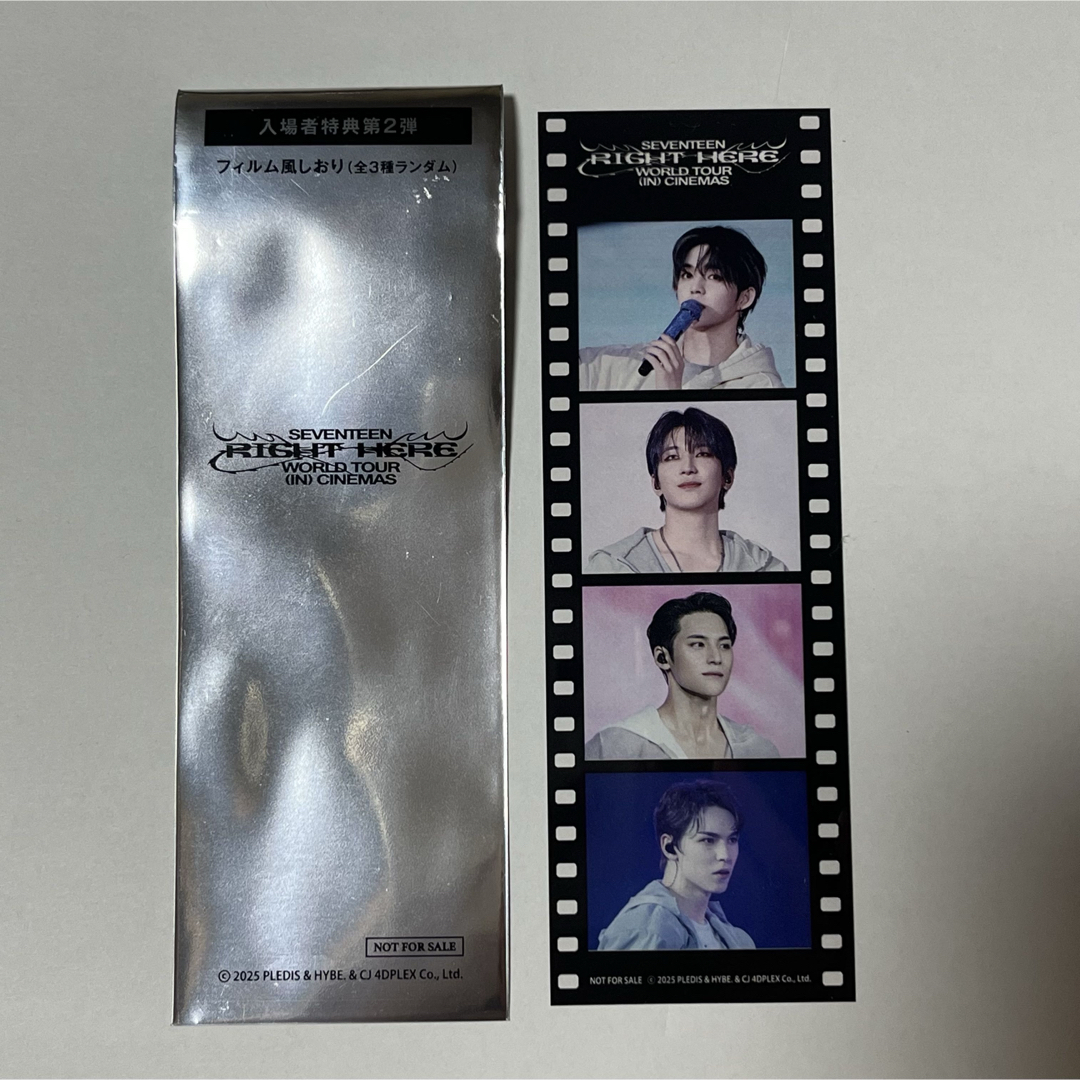 入場者特典第2弾
フィルム風しおり(全3種ランダム)
SEVENTEEN
RIGHT HERE
WORLD TOUR
(IN) CINEMAS
NOT FOR SALE
© 2025 PLEDIS & HYBE. & CJ 4DPLEX Co., Ltd.
SEVENTEEN
RIGHT HERE
WORLD TOUR
(IN) CINEMAS
NOT FOR SALE © 2025 PLEDIS & HYBE. & CJ 4DPLEX Co., Ltd.